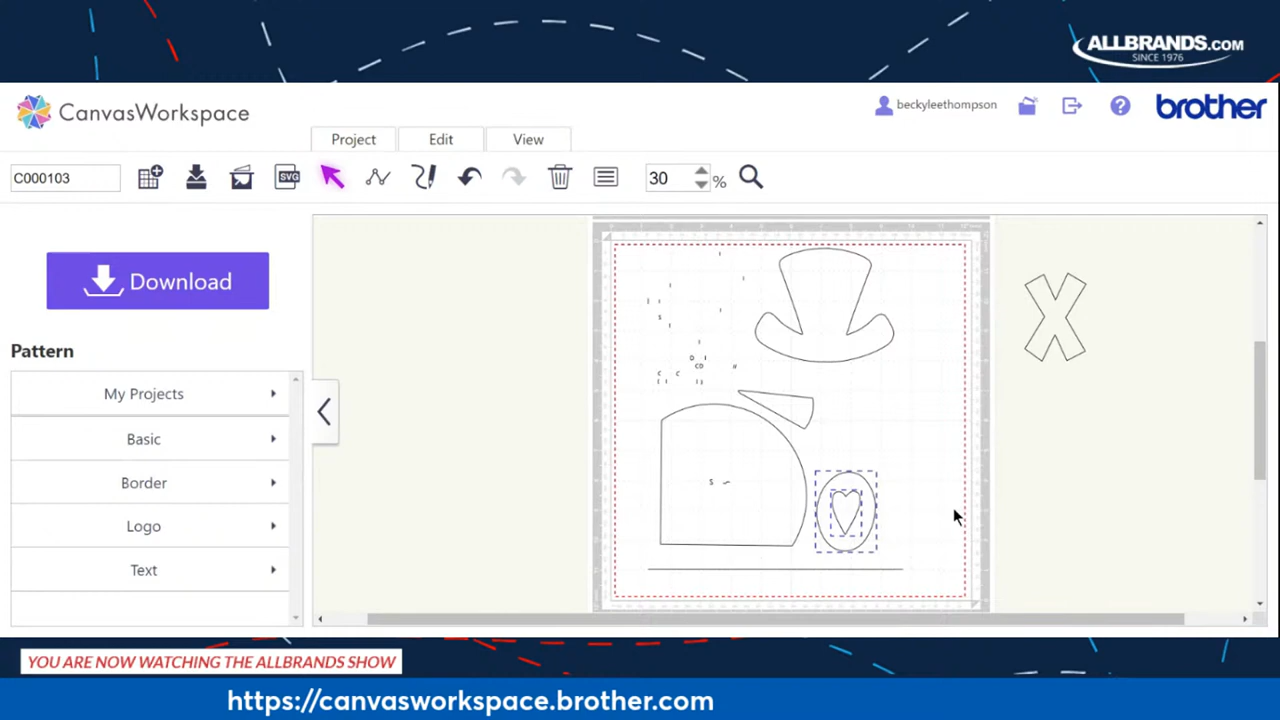 ALLBRANDS.COM
SINCE 1976
CanvasWorkspace
beckyleethompson
brother
Project
Edit
View
C000103
SVG
30
%
Download
Pattern
My Projects
Basic
Border
Logo
Text
YOU ARE NOW WATCHING THE ALLBRANDS SHOW
https://canvasworkspace.brother.com